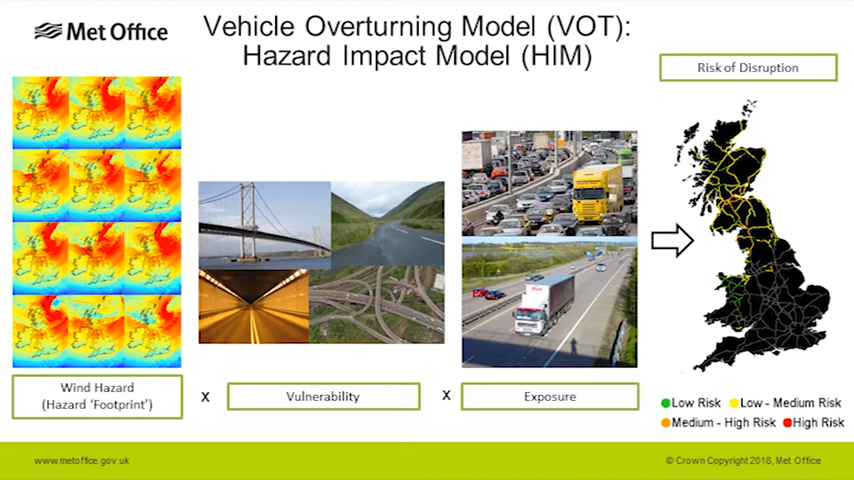 Met Office
Vehicle Overturning Model (VOT):
Hazard Impact Model (HIM)
Risk of Disruption
Wind Hazard
(Hazard 'Footprint')
x
Vulnerability
x
Exposure
Low Risk
Low - Medium Risk
Medium - High Risk
High Risk
www.metoffice.gov.uk
© Crown Copyright 2018, Met Office